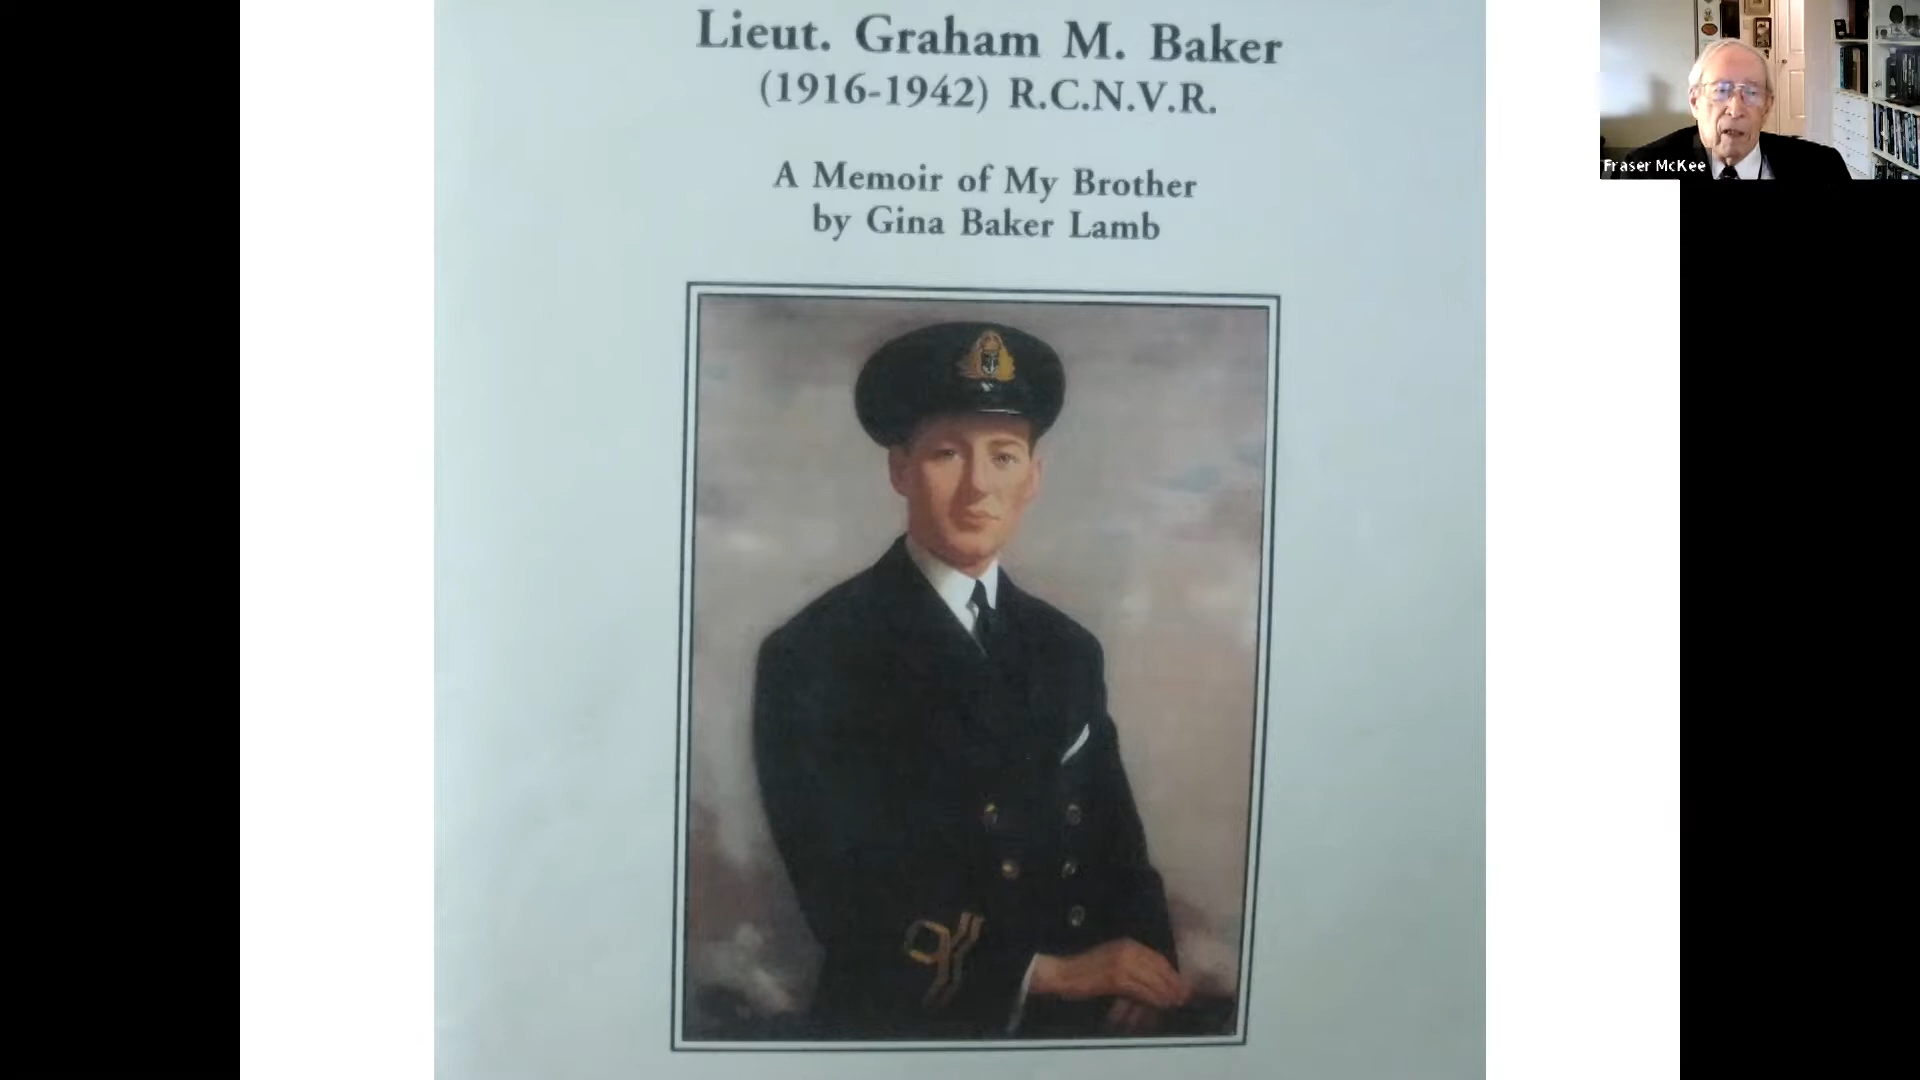 Lieut. Graham M. Baker
(1916-1942) R.C.N.V.R.
A Memoir of My Brother
by Gina Baker Lamb
Fraser McKee